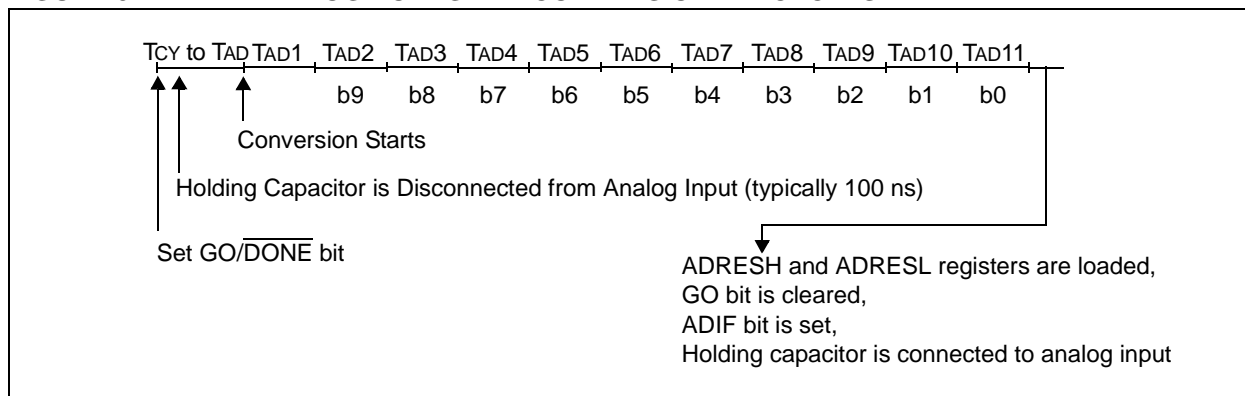 TCY to TAD TAD1 TAD2 TAD3 TAD4 TAD5 TAD6 TAD7 TAD8 TAD9 TAD10 TAD11
b9 b8 b7 b6 b5 b4 b3 b2 b1 b0
Conversion Starts
Holding Capacitor is Disconnected from Analog Input (typically 100 ns)
Set GO/DONE bit
ADRESH and ADRESL registers are loaded,
GO bit is cleared,
ADIF bit is set,
Holding capacitor is connected to analog input